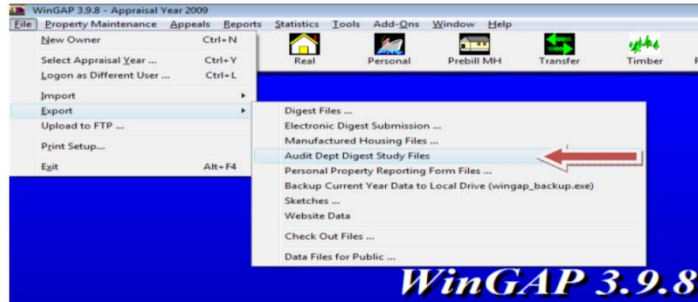 WinGAP 3.9.8 - Appraisal Year 2009
File Property Maintenance Appeals Reports Statistics Tools Add-Ons Window Help
New Owner Ctrl+N
Select Appraisal Year ... Ctrl+Y
Logon as Different User ... Ctrl+L
Import
Export
Upload to FTP ...
Print Setup...
Exit Alt+F4
Real Personal Prebill MH Transfer Timber
Digest Files ...
Electronic Digest Submission ...
Manufactured Housing Files ...
Audit Dept Digest Study Files
Personal Property Reporting Form Files ...
Backup Current Year Data to Local Drive (wingap_backup.exe)
Sketches ...
Website Data
Check Out Files ...
Data Files for Public ...
WinGAP 3.9.8